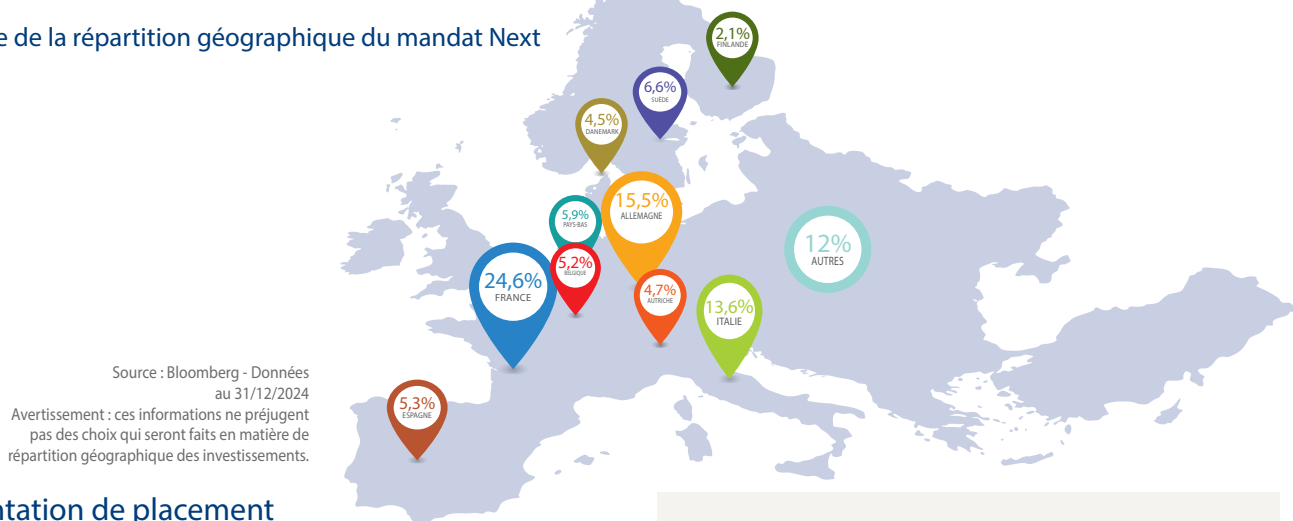 e de la répartition géographique du mandat Next
2,1%
FINLANDE
6,6%
SUÈDE
4,5%
DANEMARK
15,5%
ALLEMAGNE
5,9%
PAYS-BAS
12%
AUTRES
5,2%
BELGIQUE
24,6%
FRANCE
4,7%
AUTRICHE
13,6%
ITALIE
Source : Bloomberg - Données
au 31/12/2024
Avertissement : ces informations ne préjugent
pas des choix qui seront faits en matière de
répartition géographique des investissements.
5,3%
ESPAGNE
ntation de placement